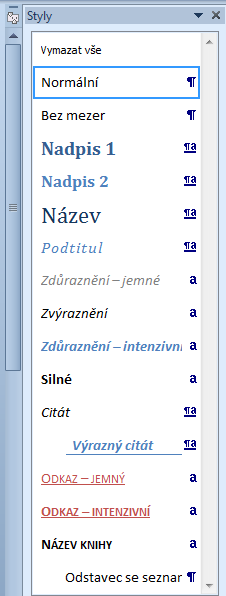 Styly
Vymazat vše
Normální ¶
Bez mezer ¶
Nadpis 1 ¶a
Nadpis 2 ¶a
Název ¶a
Podtitul ¶a
Zdůraznění – jemné a
Zvýraznění a
Zdůraznění – intenzivní a
Silné a
Citát ¶a
Výrazný citát ¶a
Odkaz – jemný a
Odkaz – intenzivní a
Název knihy a
Odstavec se seznar ¶